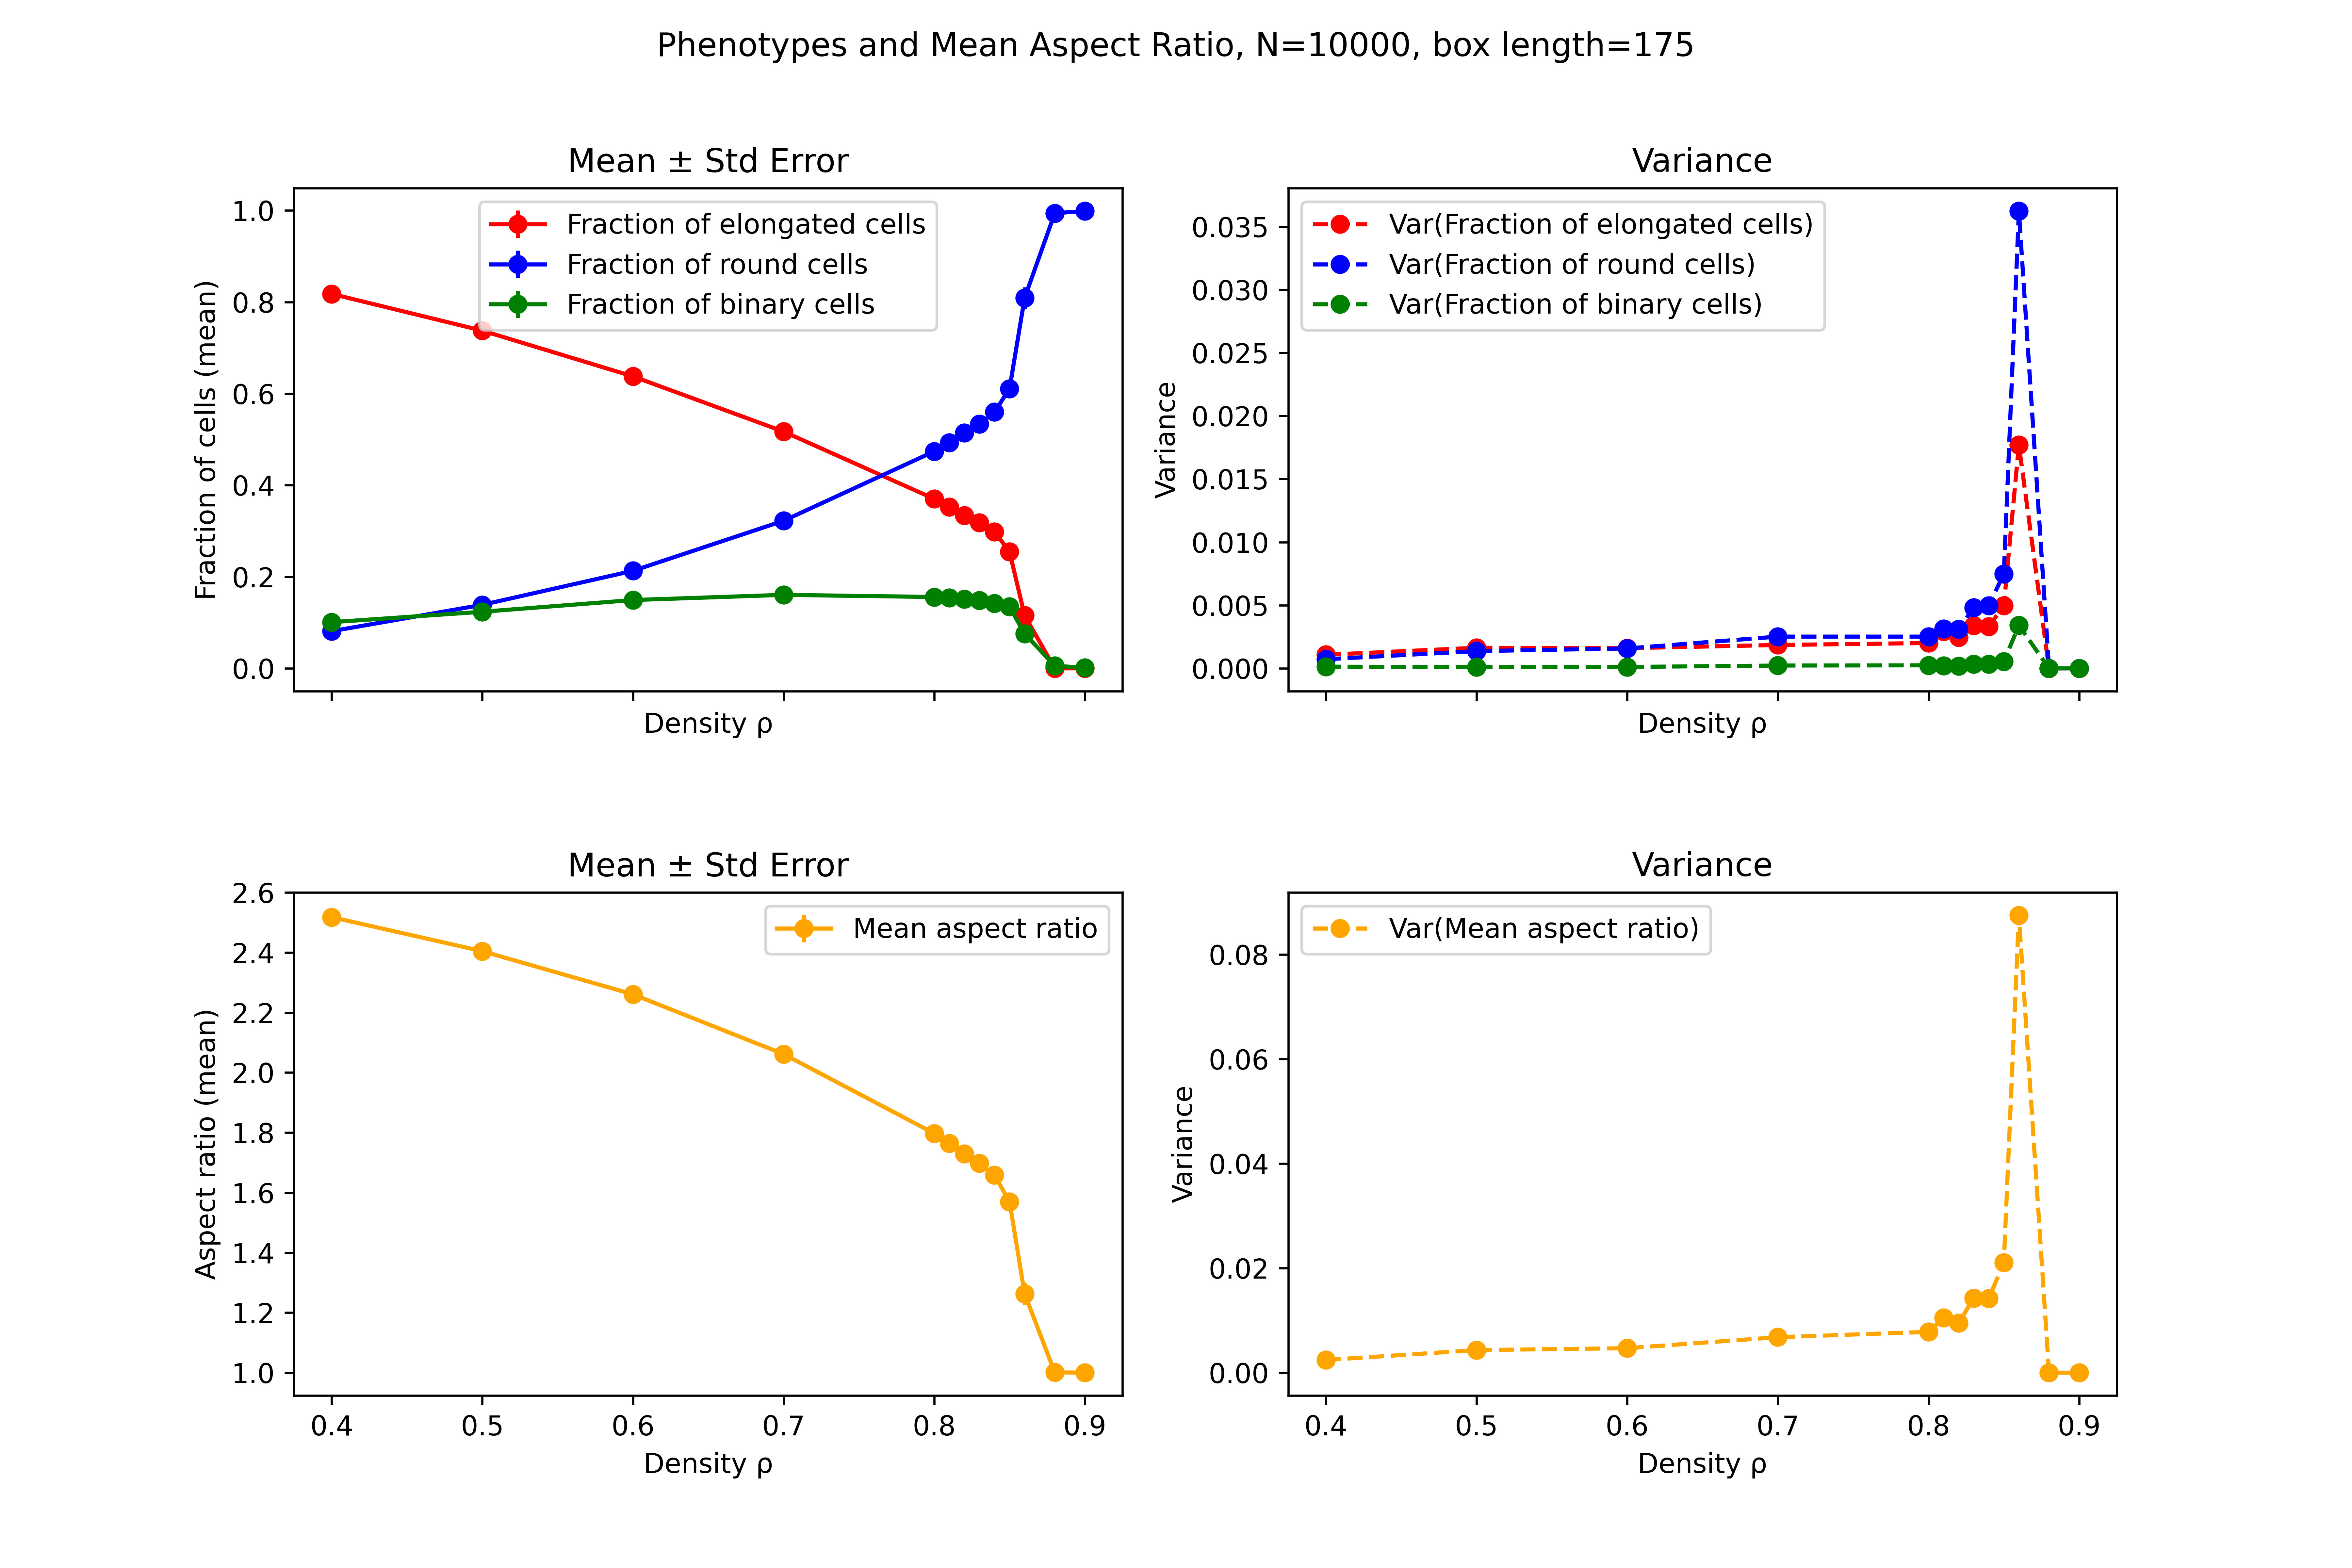 Phenotypes and Mean Aspect Ratio, N=10000, box length=175
Mean ± Std Error
Fraction of cells (mean)
1.0
0.8
0.6
0.4
0.2
0.0
Fraction of elongated cells
Fraction of round cells
Fraction of binary cells
Density ρ
Variance
Variance
0.035
0.030
0.025
0.020
0.015
0.010
0.005
0.000
Var(Fraction of elongated cells)
Var(Fraction of round cells)
Var(Fraction of binary cells)
Density ρ
Mean ± Std Error
Aspect ratio (mean)
2.6
2.4
2.2
2.0
1.8
1.6
1.4
1.2
1.0
Mean aspect ratio
0.4 0.5 0.6 0.7 0.8 0.9
Density ρ
Variance
Variance
0.08
0.06
0.04
0.02
0.00
Var(Mean aspect ratio)
0.4 0.5 0.6 0.7 0.8 0.9
Density ρ